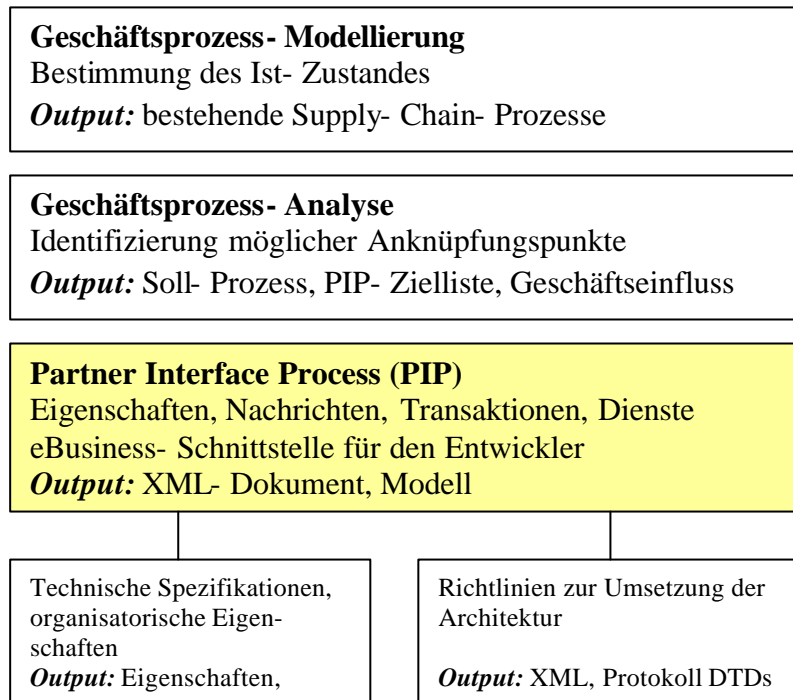 Geschäftsprozess- Modellierung
Bestimmung des Ist- Zustandes
Output: bestehende Supply- Chain- Prozesse
Geschäftsprozess- Analyse
Identifizierung möglicher Anknüpfungspunkte
Output: Soll- Prozess, PIP- Zielliste, Geschäftseinfluss
Partner Interface Process (PIP)
Eigenschaften, Nachrichten, Transaktionen, Dienste
eBusiness- Schnittstelle für den Entwickler
Output: XML- Dokument, Modell
Technische Spezifikationen,
organisatorische Eigen-
schaften
Output: Eigenschaften,
Richtlinien zur Umsetzung der
Architektur
Output: XML, Protokoll DTDs